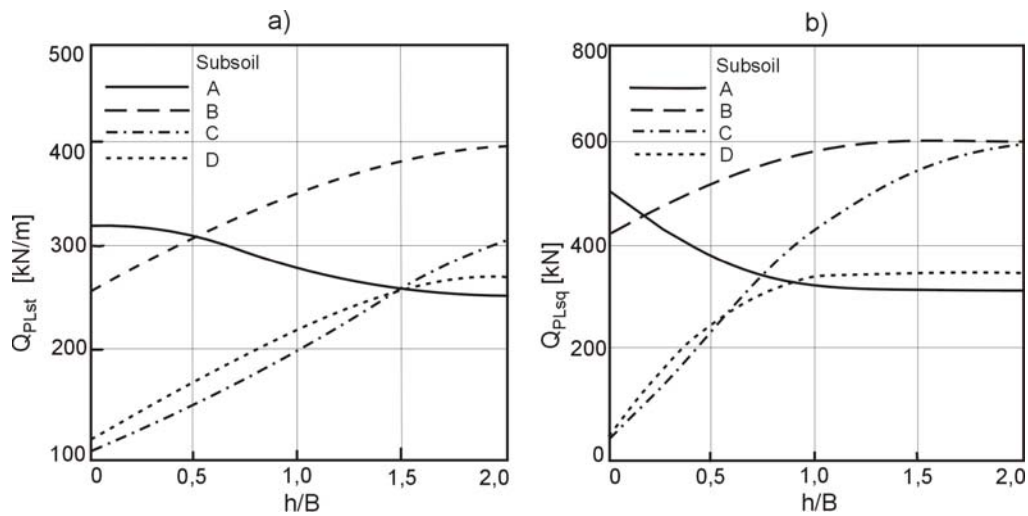 a)
500
Subsoil
A
B
C
D
400
300
200
100
Q_PLst [kN/m]
0
0,5
1,0
1,5
2,0
h/B
b)
800
Subsoil
A
B
C
D
600
400
200
0
Q_PLsq [kN]
0
0,5
1,0
1,5
2,0
h/B